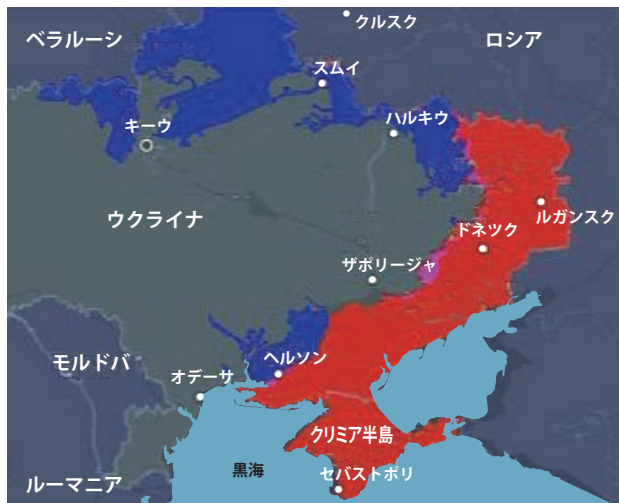 クルスク
ベラルーシ
ロシア
スムイ
キーウ
ハルキウ
ウクライナ
ルガンスク
ドネツク
ザポリージャ
モルドバ
オデーサ
ヘルソン
クリミア半島
黒海
セバストポリ
ルーマニア